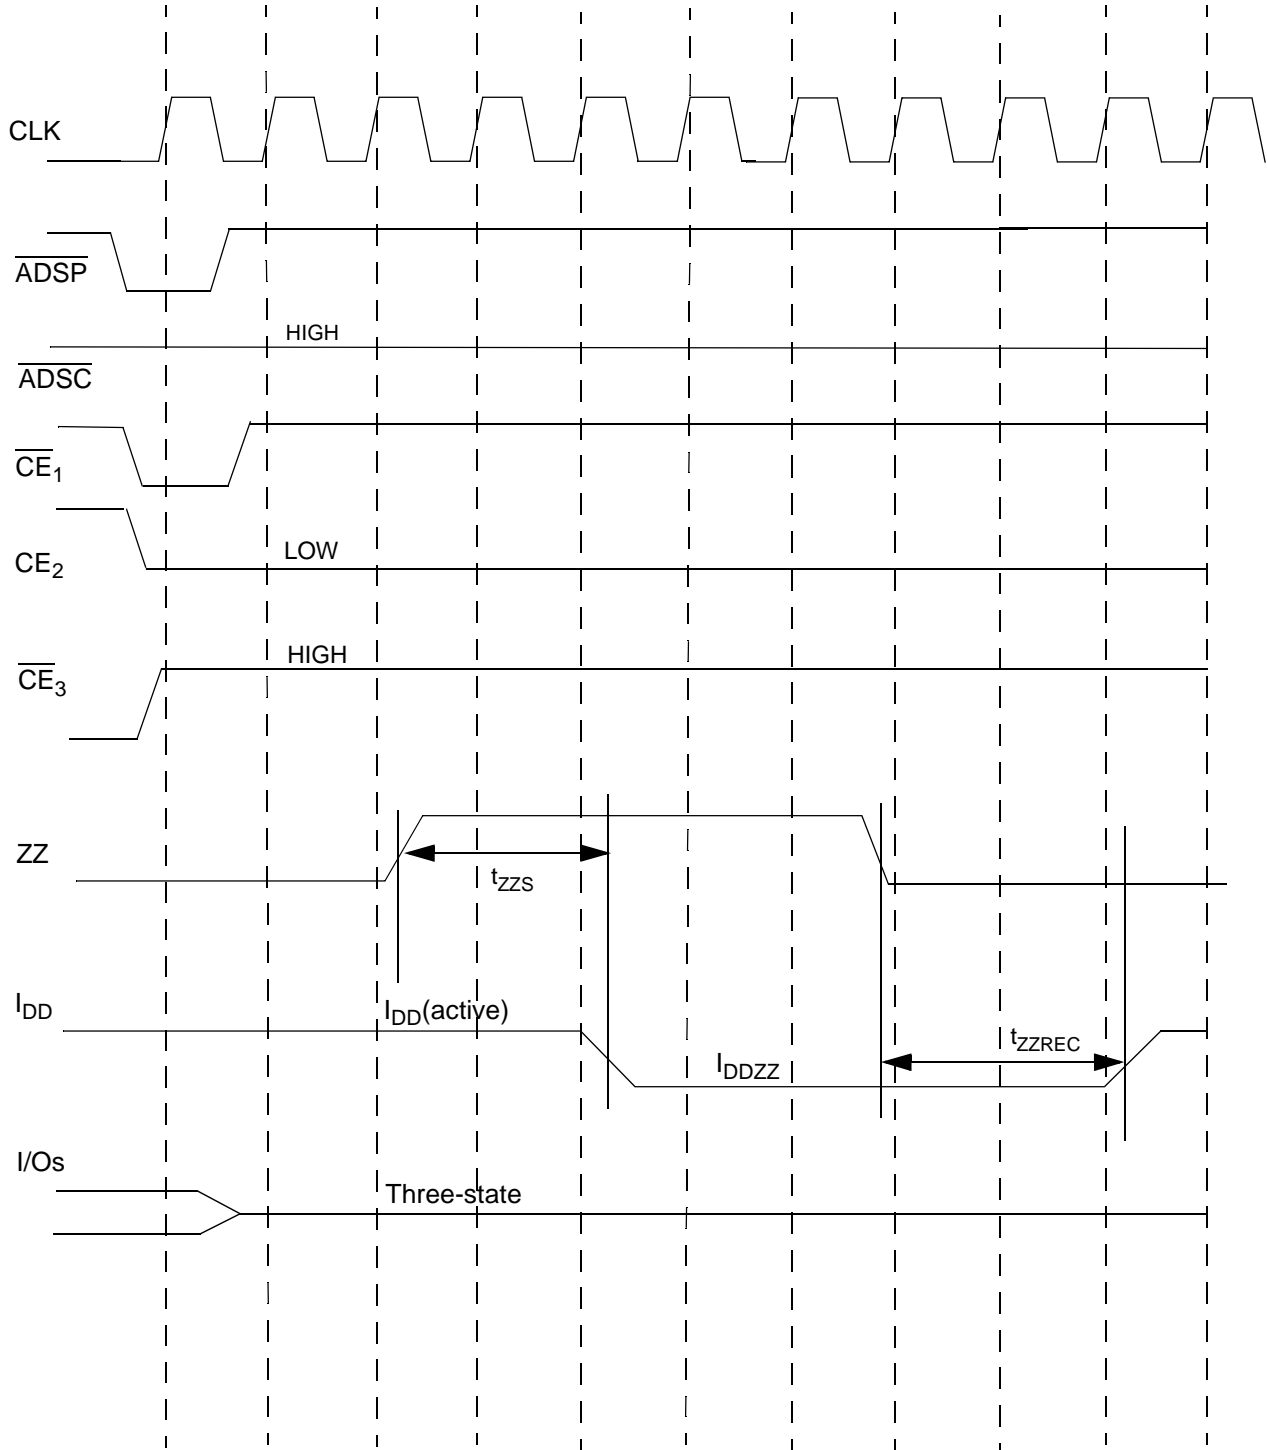 CLK
ADSP
HIGH
ADSC
CE1
LOW
CE2
HIGH
CE3
ZZ
tZZS
IDD
IDD(active)
tZZREC
IDDZZ
I/Os
Three-state